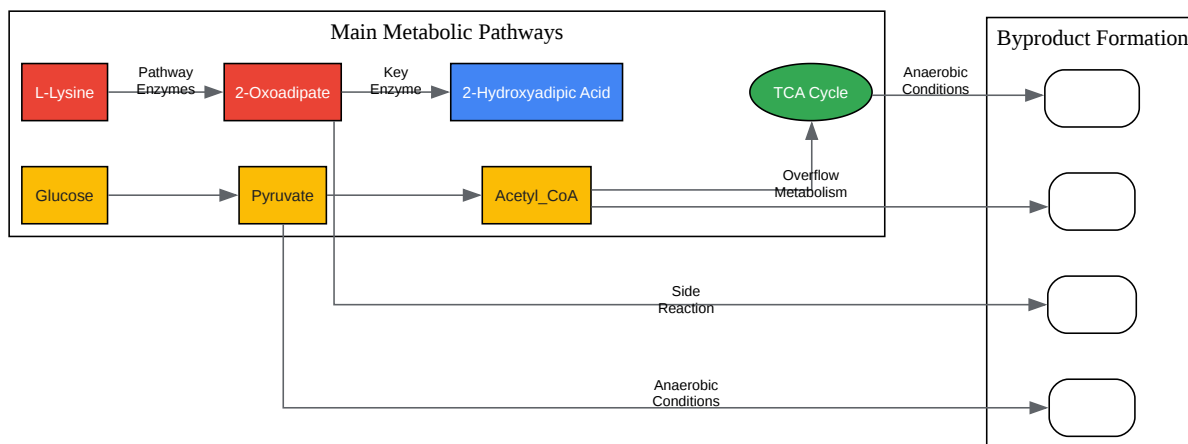 Main Metabolic Pathways
Byproduct Formation
L-Lysine
Pathway
Enzymes
2-Oxoadipate
Key
Enzyme
2-Hydroxyadipic Acid
TCA Cycle
Anaerobic
Conditions
Glucose
Pyruvate
Acetyl_CoA
Overflow
Metabolism
Side
Reaction
Anaerobic
Conditions